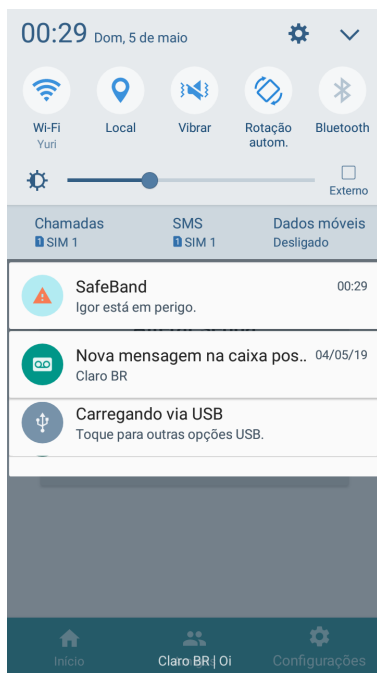 00:29 Dom, 5 de maio
Wi-Fi
Yuri
Local
Vibrar
Rotação
autom.
Bluetooth
Externo
Chamadas
1 SIM 1
SMS
1 SIM 1
Dados móveis
Desligado
SafeBand 00:29
Igor está em perigo.
Nova mensagem na caixa pos.. 04/05/19
Claro BR
Carregando via USB
Toque para outras opções USB.
Início
Claro BR | Oi
Configurações